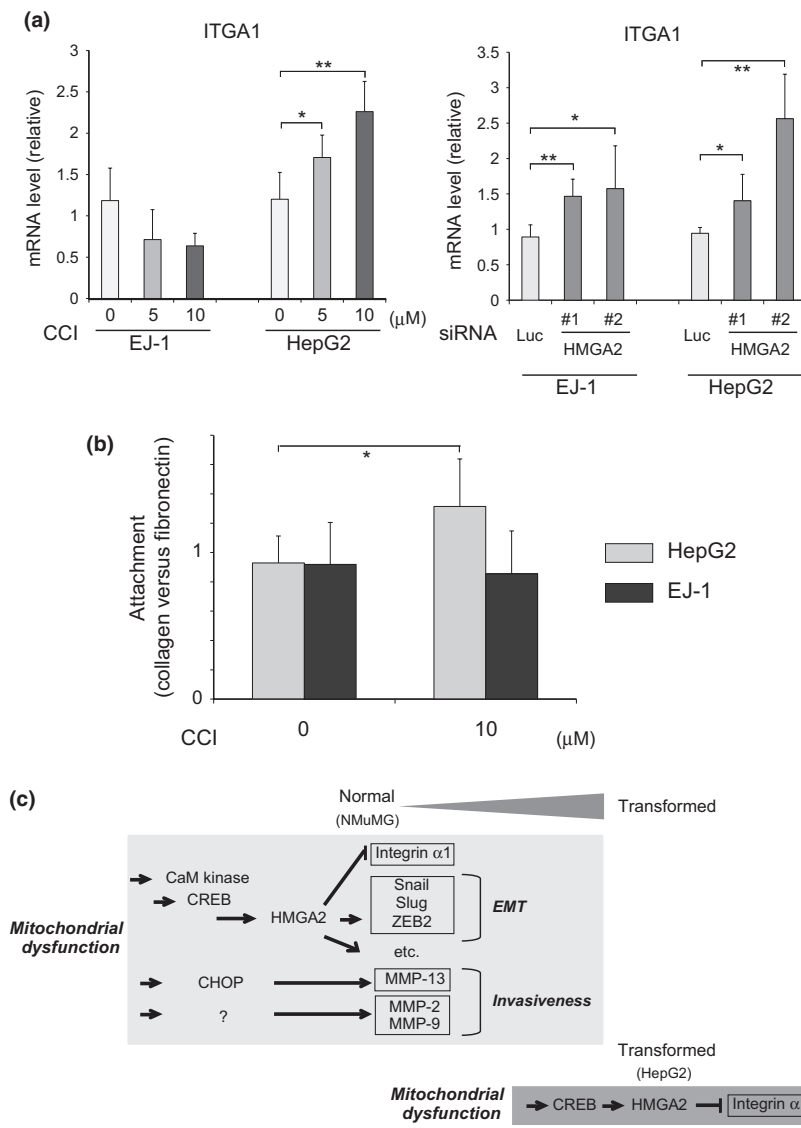 (a)
ITGA1
mRNA level (relative)
3
2.5
2
1.5
1
0.5
0
**
*
CCI
0 5 10 0 5 10 (μM)
EJ-1 HepG2
ITGA1
mRNA level (relative)
3.5
3
2.5
2
1.5
1
0.5
0
**
*
**
*
siRNA
Luc #1 #2 Luc #1 #2
HMGA2 HMGA2
EJ-1 HepG2
(b)
Attachment
(collagen versus fibronectin)
1
0
*
CCI 0 10 (μM)
HepG2
EJ-1
(c)
Normal
(NMuMG)
Transformed
Mitochondrial
dysfunction
CaM kinase
CREB
HMGA2
Integrin α1
Snail
Slug
ZEB2
EMT
etc.
CHOP
MMP-13
?
MMP-2
MMP-9
Invasiveness
Transformed
(HepG2)
Mitochondrial
dysfunction
CREB HMGA2 Integrin α